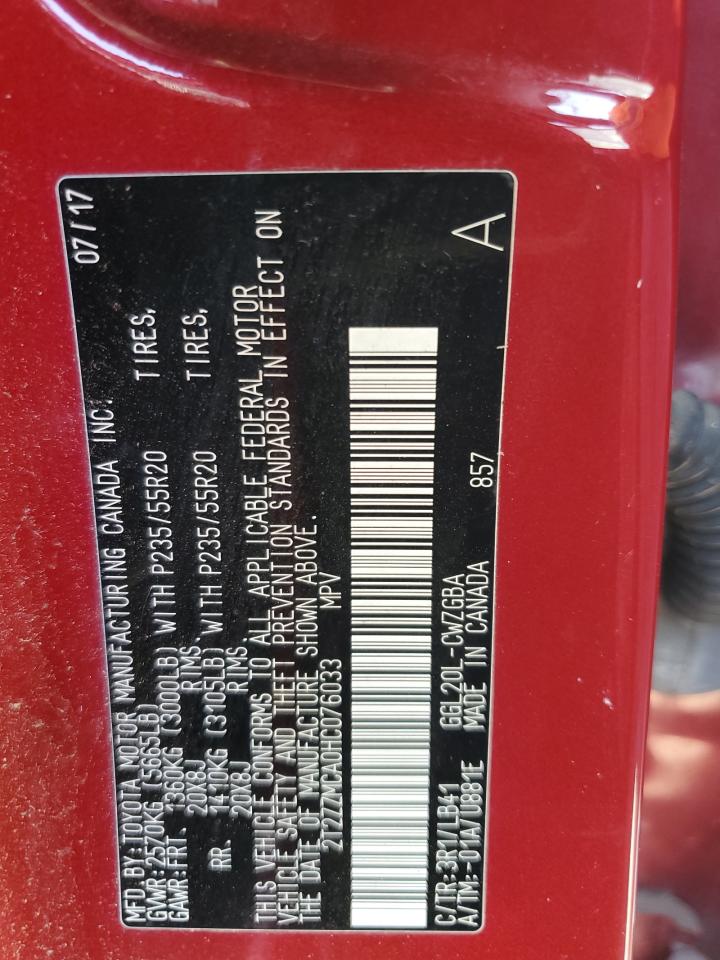 MFD.BY:TOYOTA MOTOR MANUFACTURING CANADA INC. 07/17
GVWR:2570KG (5665LB)
GAWR:FRT. 1360KG (3000LB) WITH P235/55R20 TIRES,
20X8J RIMS
RR. 1410KG (3105LB) WITH P235/55R20 TIRES,
20X8J RIMS
THIS VEHICLE CONFORMS TO ALL APPLICABLE FEDERAL MOTOR
VEHICLE SAFETY AND THEFT PREVENTION STANDARDS IN EFFECT ON
THE DATE OF MANUFACTURE SHOWN ABOVE.
2T2ZZMCA0HC076033 MPV
C/TR:3R1/LB41 GGL20L-CWZGBA
A/TM:-01A/U881E MADE IN CANADA 857
A